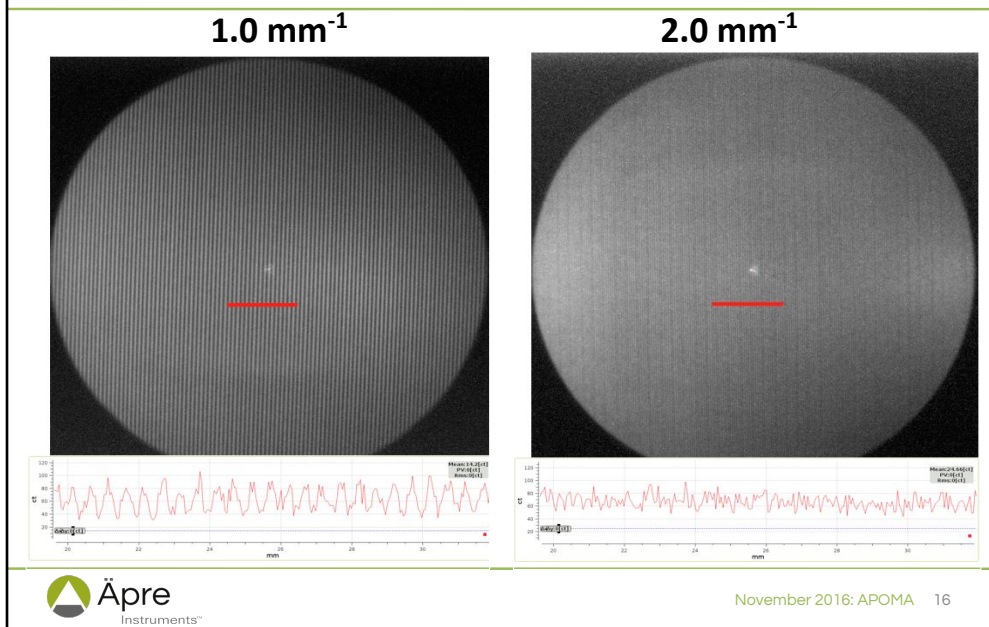 1.0 mm⁻¹
2.0 mm⁻¹
Mean:14.2[ct]
PV:0[ct]
Rms:0[ct]
120
100
80
60
40
20
ct
20
22
24
26
28
30
mm
Mean:24.66[ct]
PV:0[ct]
Rms:0[ct]
120
100
80
60
40
20
ct
20
22
24
26
28
30
mm
Äpre
Instruments™
November 2016: APOMA 16